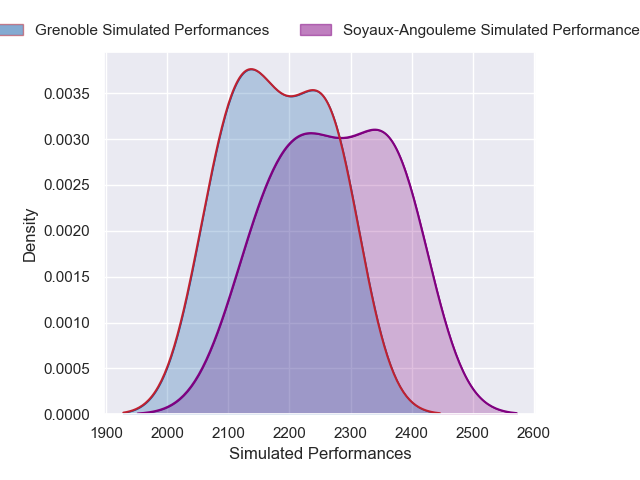 Grenoble Simulated Performances
Soyaux-Angouleme Simulated Performance
0.0035
0.0030
0.0025
0.0020
0.0015
0.0010
0.0005
0.0000
Density
1900 2000 2100 2200 2300 2400 2500 2600
Simulated Performances